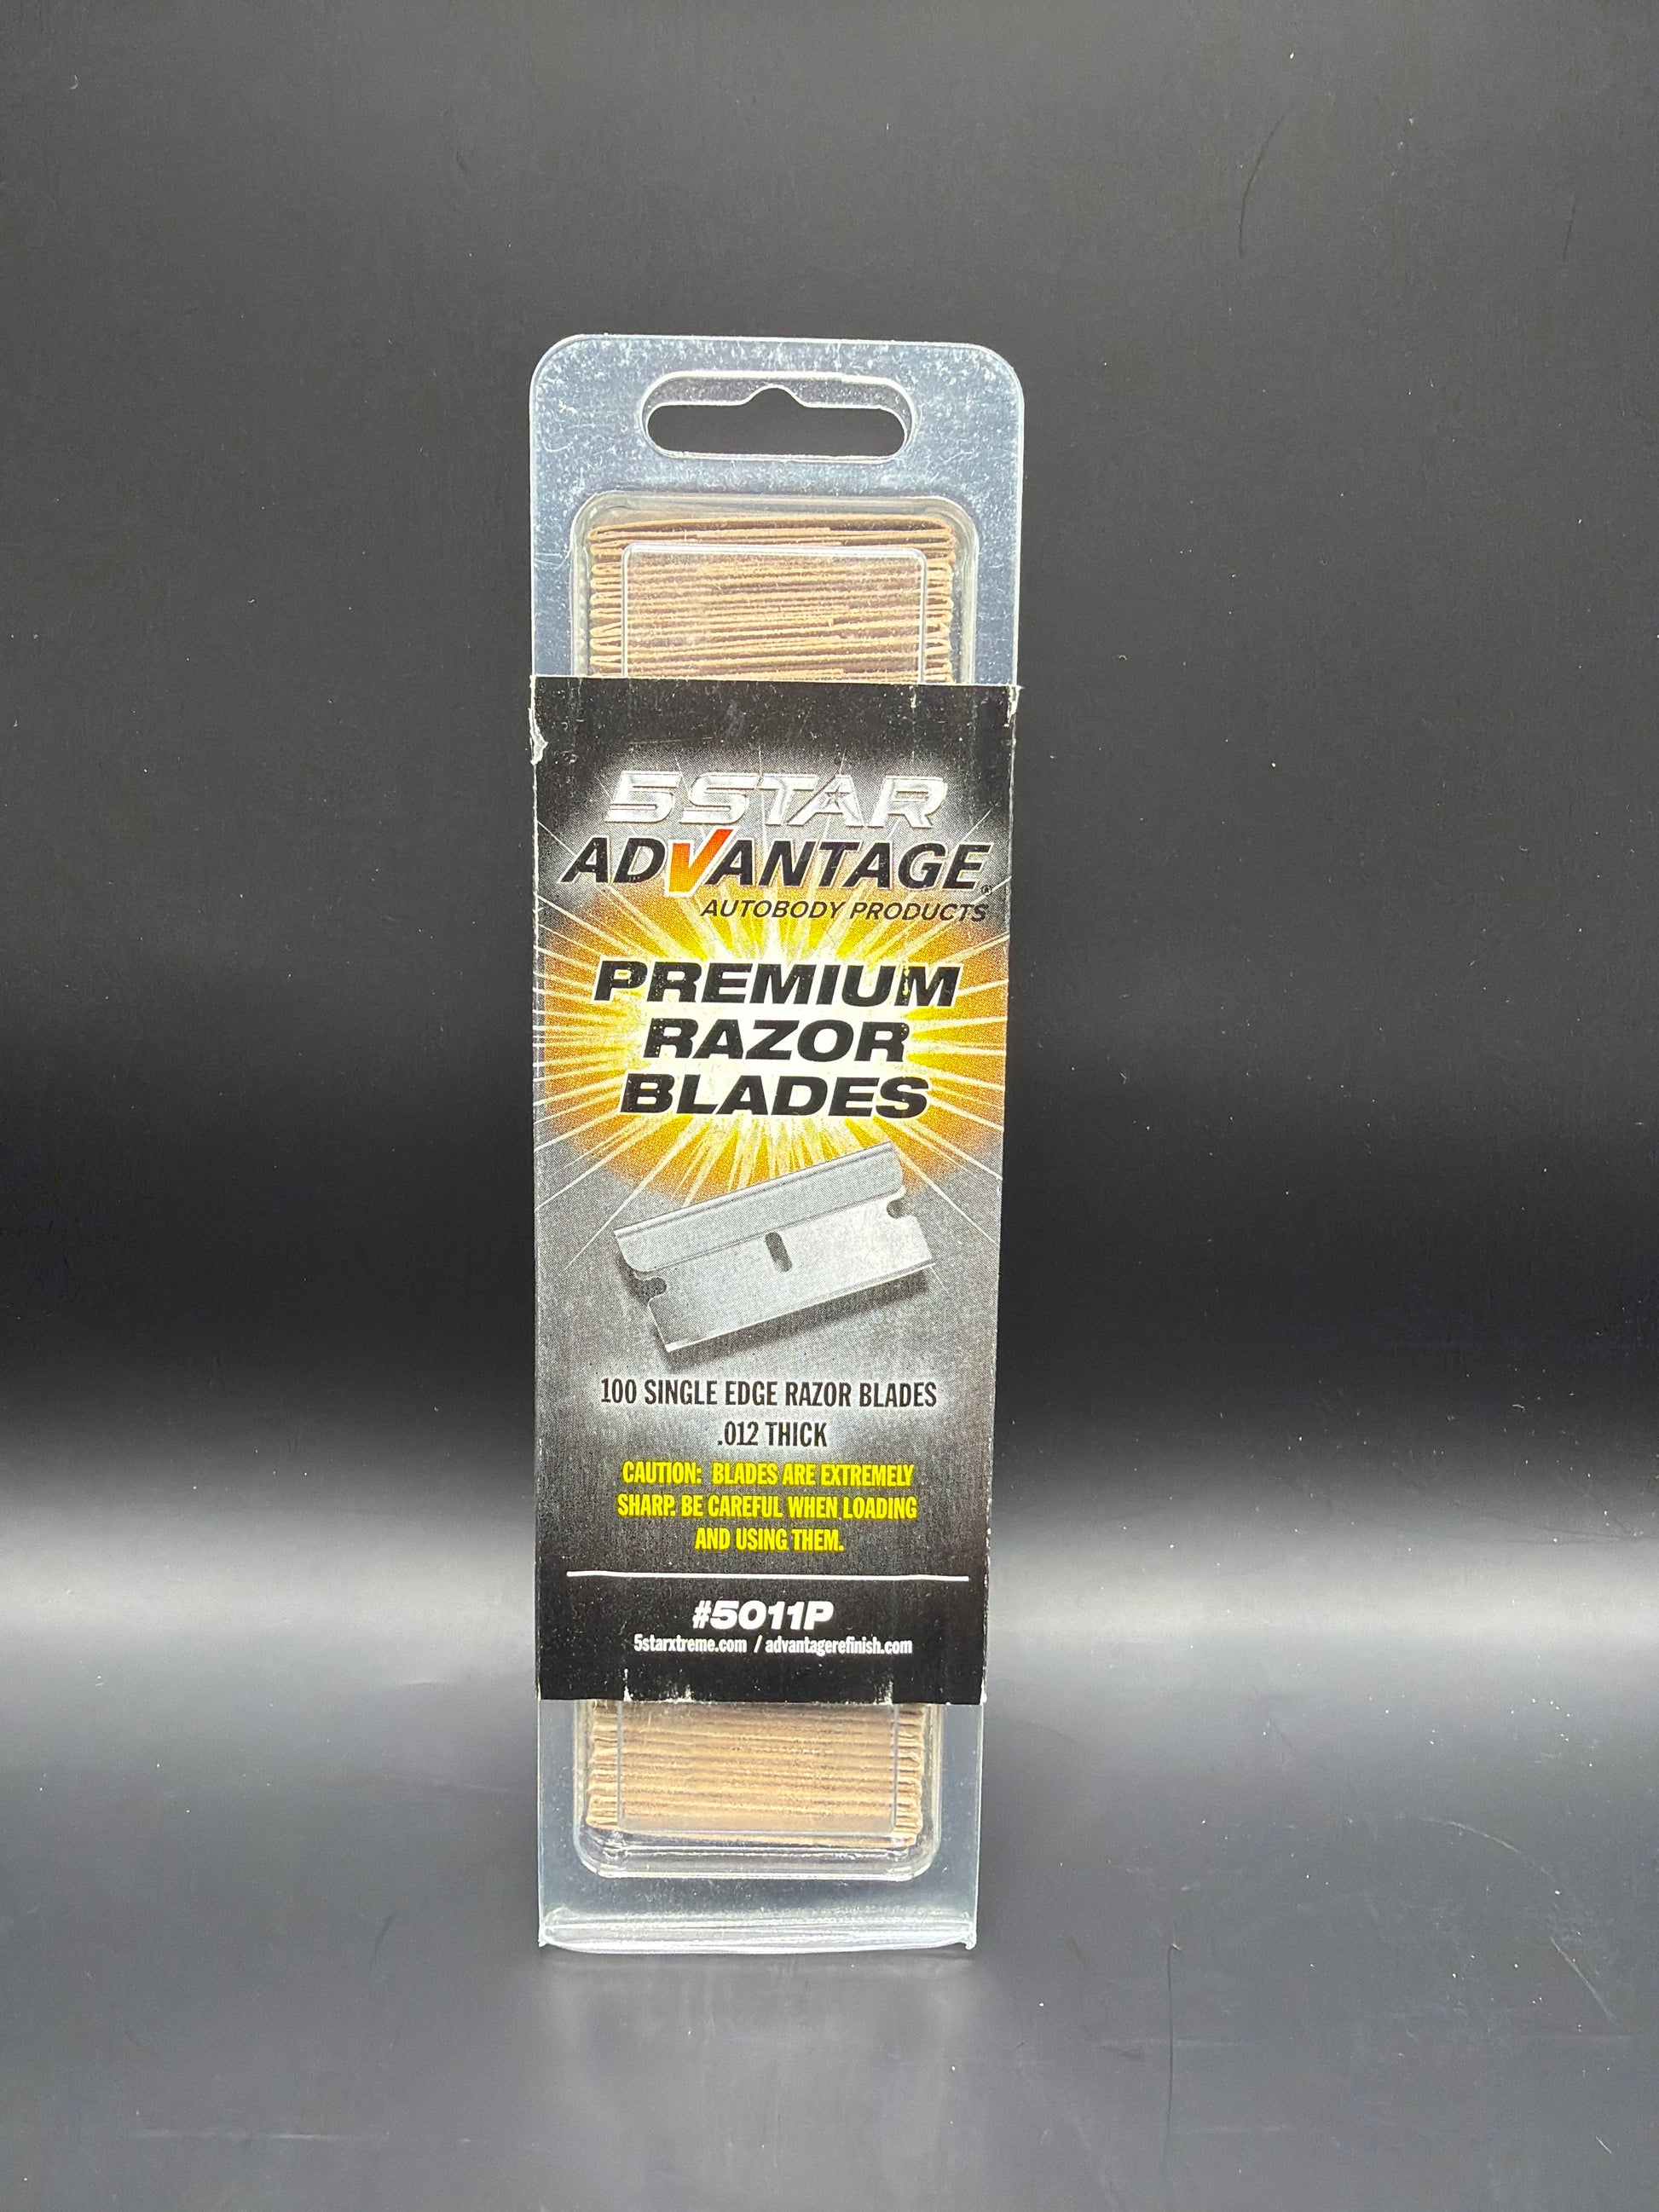 5STAR
ADVANTAGE®
AUTOBODY PRODUCTS
PREMIUM
RAZOR
BLADES
100 SINGLE EDGE RAZOR BLADES
.012 THICK
CAUTION: BLADES ARE EXTREMELY
SHARP. BE CAREFUL WHEN LOADING
AND USING THEM.
#5011P
5starxtreme.com / advantagerefinish.com